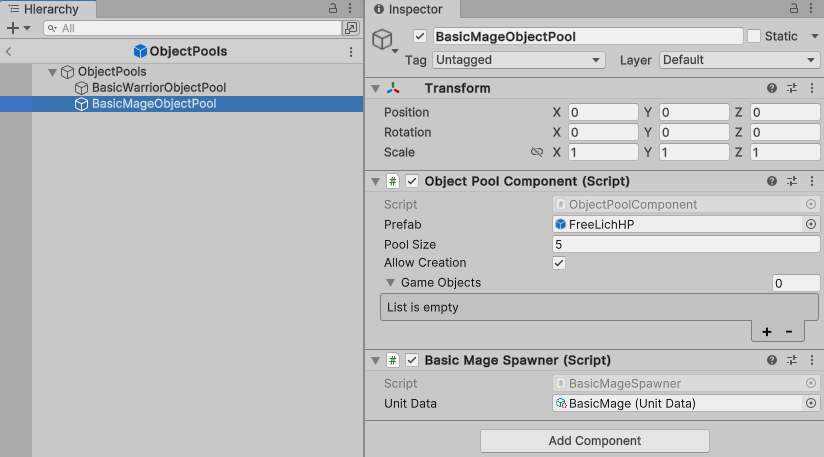 Hierarchy
All
ObjectPools
ObjectPools
BasicWarriorObjectPool
BasicMageObjectPool
Inspector
BasicMageObjectPool Static
Tag Untagged Layer Default
Transform
Position X 0 Y 0 Z 0
Rotation X 0 Y 0 Z 0
Scale X 1 Y 1 Z 1
# Object Pool Component (Script)
Script # ObjectPoolComponent
Prefab FreeLichHP
Pool Size 5
Allow Creation
Game Objects 0
List is empty
+ -
# Basic Mage Spawner (Script)
Script # BasicMageSpawner
Unit Data BasicMage (Unit Data)
Add Component